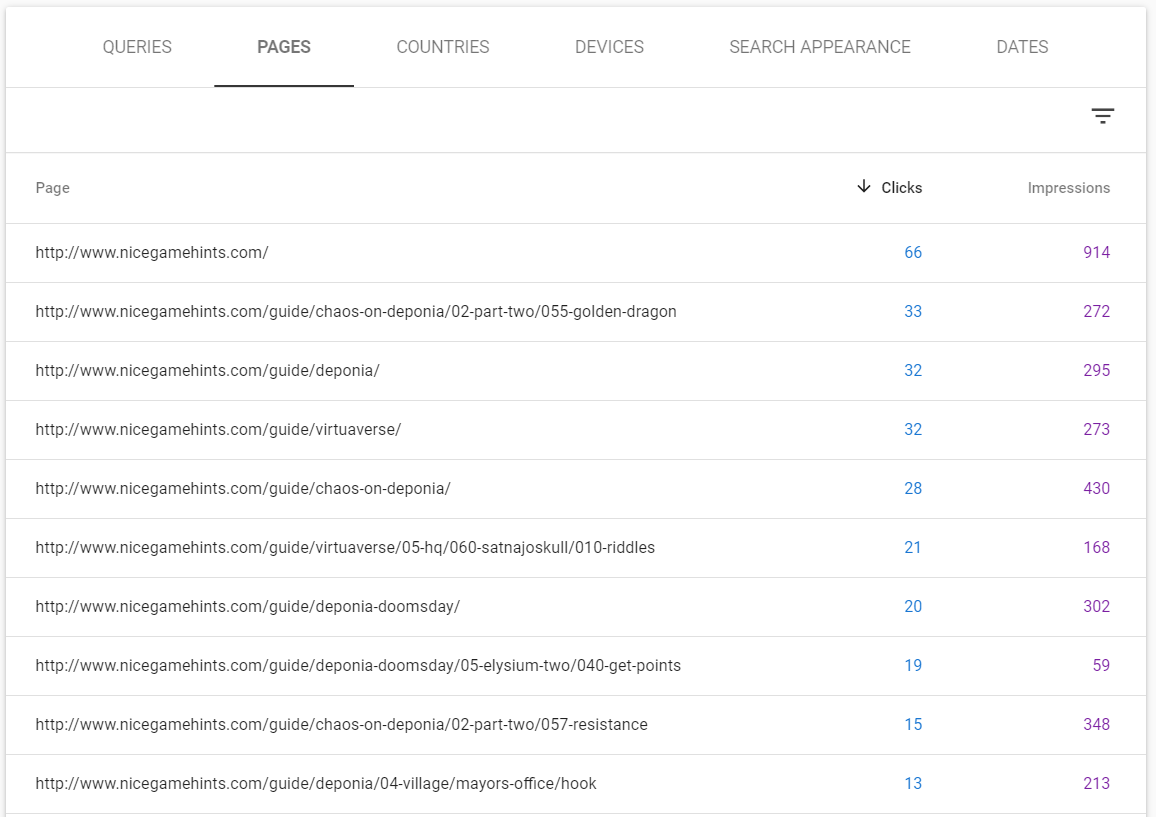 QUERIES PAGES COUNTRIES DEVICES SEARCH APPEARANCE DATES
Page Clicks Impressions
http://www.nicegamehints.com/ 66 914
http://www.nicegamehints.com/guide/chaos-on-deponia/02-part-two/055-golden-dragon 33 272
http://www.nicegamehints.com/guide/deponia/ 32 295
http://www.nicegamehints.com/guide/virtuaverse/ 32 273
http://www.nicegamehints.com/guide/chaos-on-deponia/ 28 430
http://www.nicegamehints.com/guide/virtuaverse/05-hq/060-satnajoskull/010-riddles 21 168
http://www.nicegamehints.com/guide/deponia-doomsday/ 20 302
http://www.nicegamehints.com/guide/deponia-doomsday/05-elysium-two/040-get-points 19 59
http://www.nicegamehints.com/guide/chaos-on-deponia/02-part-two/057-resistance 15 348
http://www.nicegamehints.com/guide/deponia/04-village/mayors-office/hook 13 213